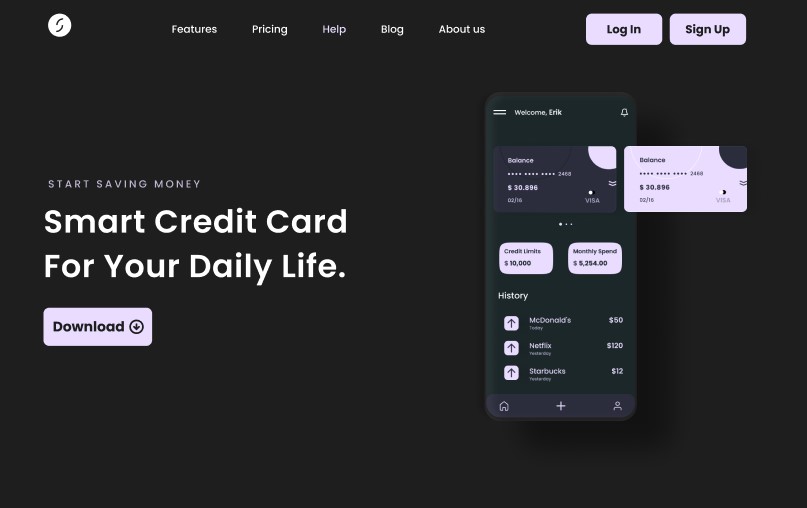 Features Pricing Help Blog About us Log In Sign Up
START SAVING MONEY
Smart Credit Card
For Your Daily Life.
Download
Welcome, Erik
Balance
•••• •••• •••• 2468
$ 30.896
02/16
VISA
Balance
•••• •••• •••• 2468
$ 30.896
02/16
VISA
Credit Limits
$ 10,000
Monthly Spend
$ 5,254.00
History
McDonald's $50
Today
Netflix $120
Yesterday
Starbucks $12
Yesterday